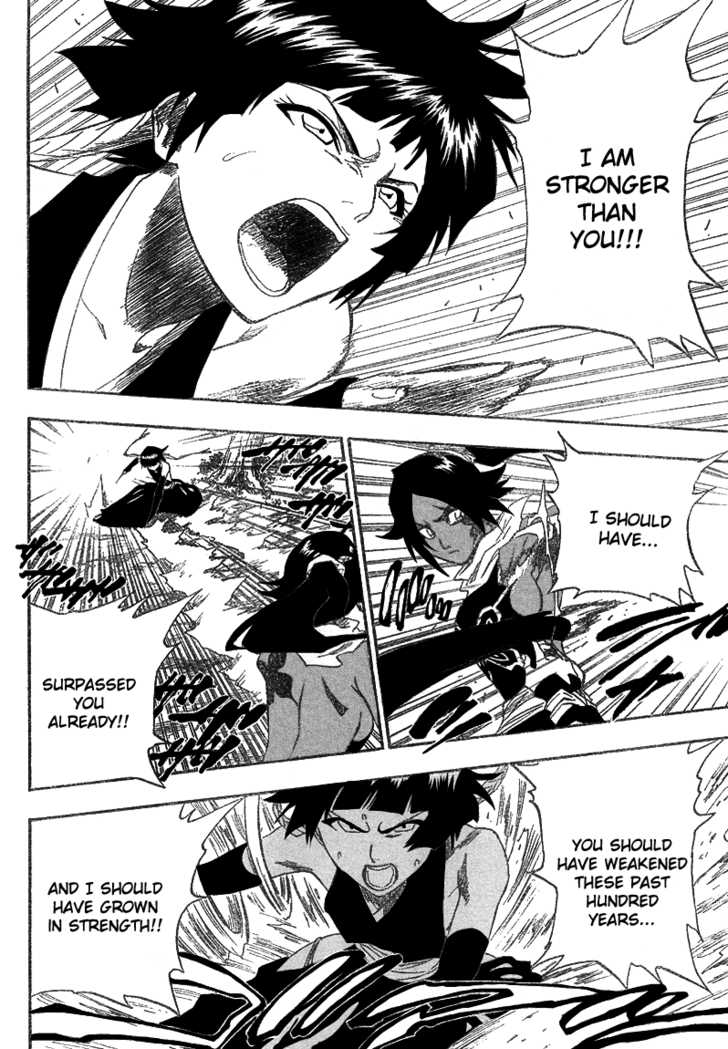 I AM
STRONGER
THAN
YOU!!!
I SHOULD
HAVE...
SURPASSED
YOU
ALREADY!!
YOU SHOULD
HAVE WEAKENED
THESE PAST
HUNDRED
YEARS...
AND I SHOULD
HAVE GROWN
IN STRENGTH!!